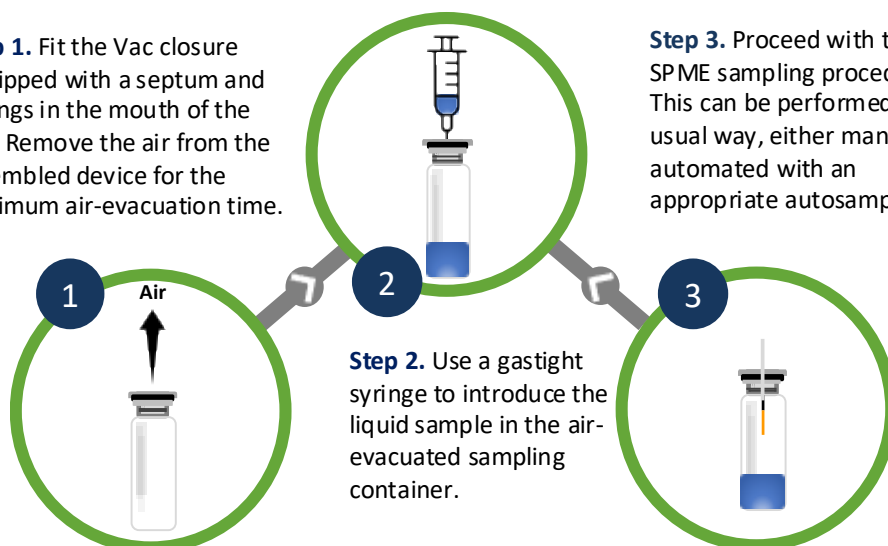 p 1. Fit the Vac closure
ipped with a septum and
ngs in the mouth of the
Remove the air from the
embled device for the
imum air-evacuation time.
Step 3. Proceed with t
SPME sampling proced
This can be performed
usual way, either man
automated with an
appropriate autosamp
2
1
Air
3
Step 2. Use a gastight
syringe to introduce the
liquid sample in the air-
evacuated sampling
container.